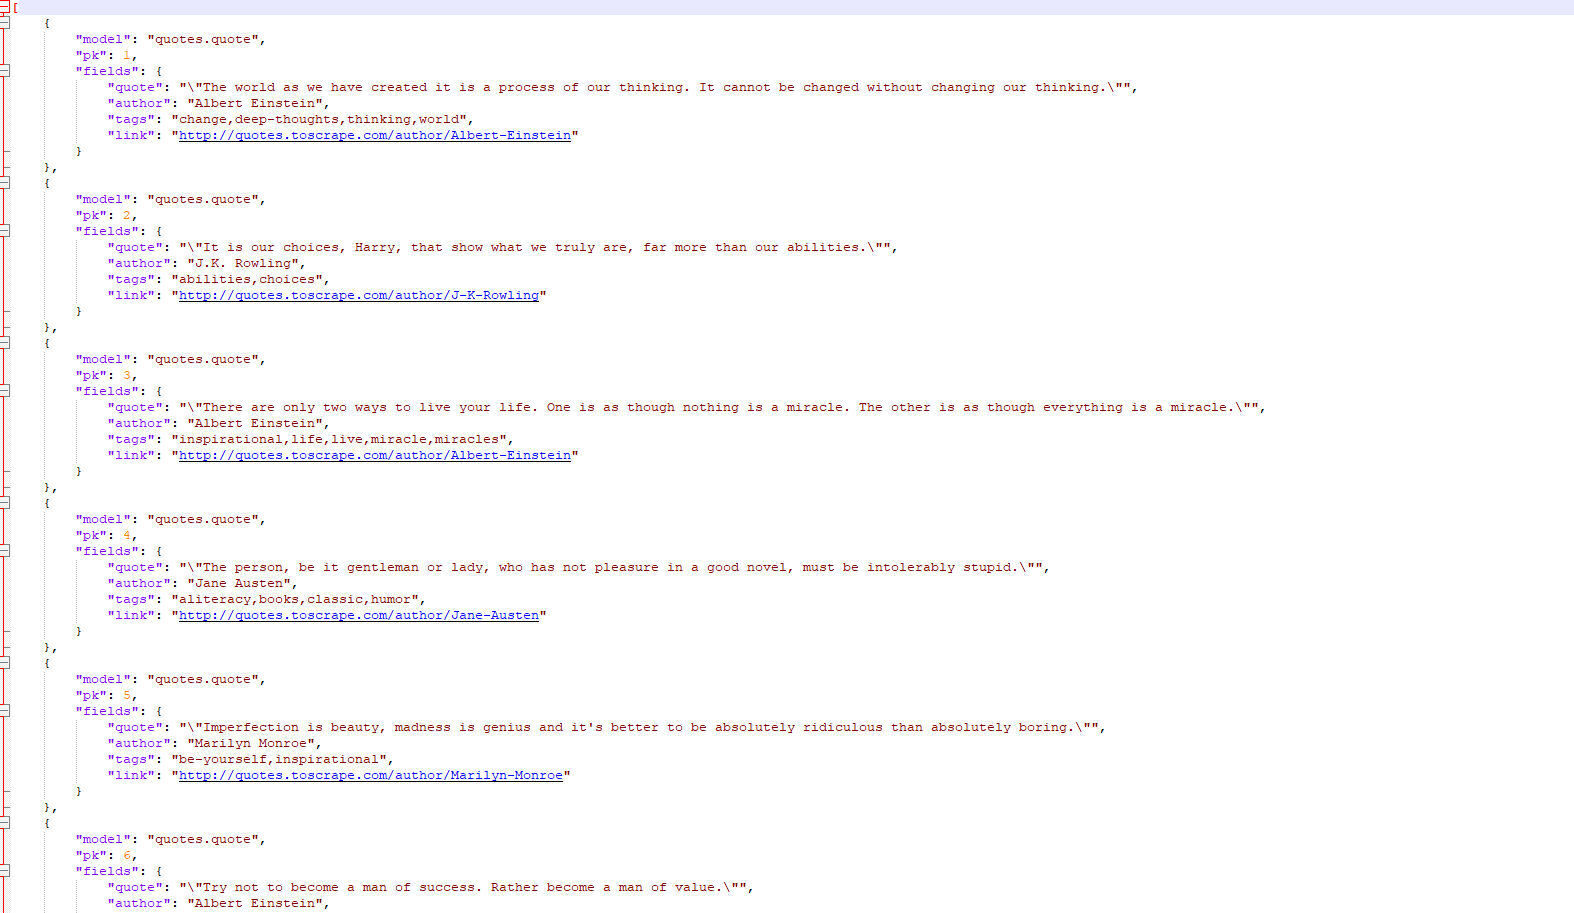 [
{
"model": "quotes.quote",
"pk": 1,
"fields": {
"quote": "\"The world as we have created it is a process of our thinking. It cannot be changed without changing our thinking.\"",
"author": "Albert Einstein",
"tags": "change,deep-thoughts,thinking,world",
"link": "http://quotes.toscrape.com/author/Albert-Einstein"
}
},
{
"model": "quotes.quote",
"pk": 2,
"fields": {
"quote": "\"It is our choices, Harry, that show what we truly are, far more than our abilities.\"",
"author": "J.K. Rowling",
"tags": "abilities,choices",
"link": "http://quotes.toscrape.com/author/J-K-Rowling"
}
},
{
"model": "quotes.quote",
"pk": 3,
"fields": {
"quote": "\"There are only two ways to live your life. One is as though nothing is a miracle. The other is as though everything is a miracle.\"",
"author": "Albert Einstein",
"tags": "inspirational,life,live,miracle,miracles",
"link": "http://quotes.toscrape.com/author/Albert-Einstein"
}
},
{
"model": "quotes.quote",
"pk": 4,
"fields": {
"quote": "\"The person, be it gentleman or lady, who has not pleasure in a good novel, must be intolerably stupid.\"",
"author": "Jane Austen",
"tags": "aliteracy,books,classic,humor",
"link": "http://quotes.toscrape.com/author/Jane-Austen"
}
},
{
"model": "quotes.quote",
"pk": 5,
"fields": {
"quote": "\"Imperfection is beauty, madness is genius and it's better to be absolutely ridiculous than absolutely boring.\"",
"author": "Marilyn Monroe",
"tags": "be-yourself,inspirational",
"link": "http://quotes.toscrape.com/author/Marilyn-Monroe"
}
},
{
"model": "quotes.quote",
"pk": 6,
"fields": {
"quote": "\"Try not to become a man of success. Rather become a man of value.\"",
"author": "Albert Einstein",